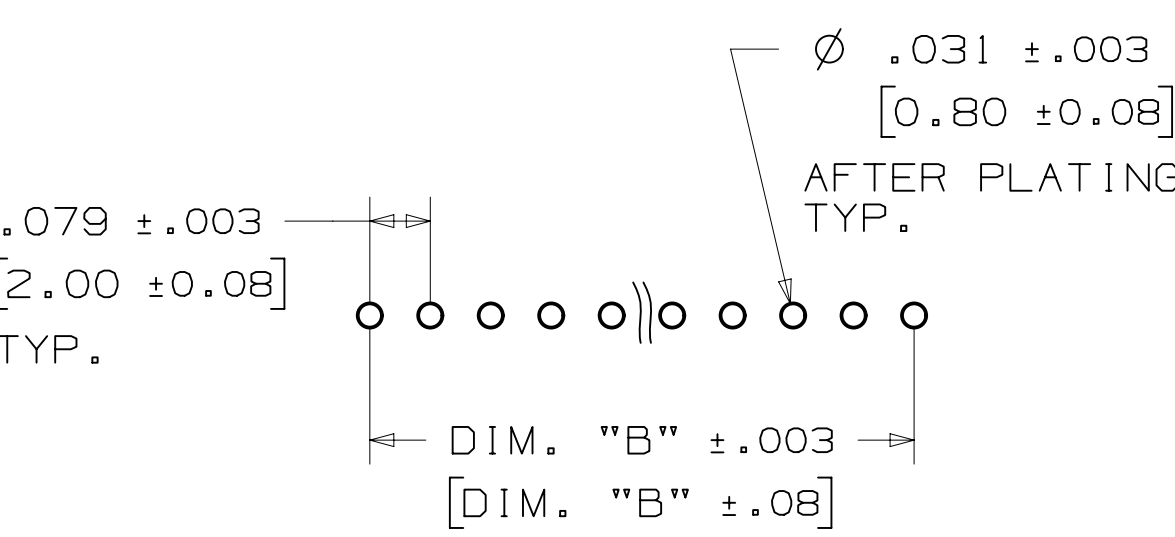 Ø .031 ±.003
[0.80 ±0.08]
AFTER PLATING
TYP.
.079 ±.003
[2.00 ±0.08]
TYP.
DIM. "B" ±.003
[DIM. "B" ±.08]